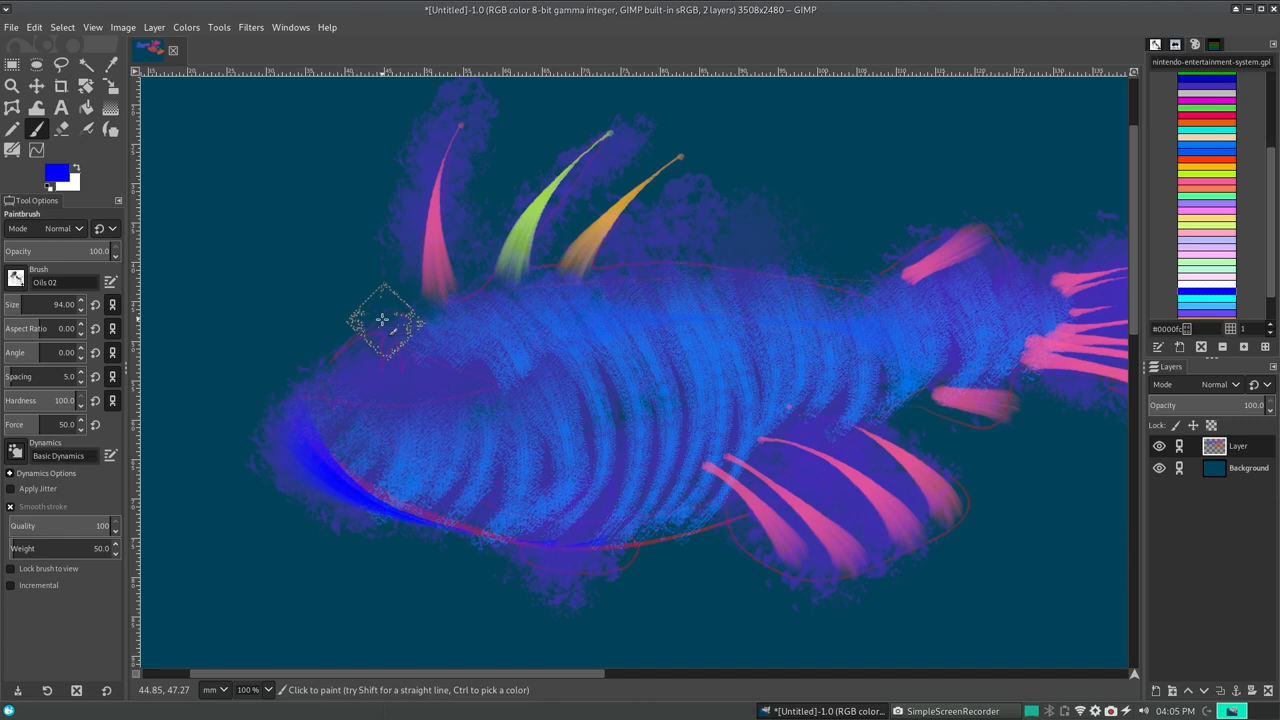 *[Untitled]-1.0 (RGB color 8-bit gamma integer, GIMP built-in sRGB, 2 layers) 3508x2480 – GIMP
File Edit Select View Image Layer Colors Tools Filters Windows Help
Tool Options
Paintbrush
Mode Normal
Opacity 100.0
Brush
Oils 02
Size 94.00
Aspect Ratio 0.00
Angle 0.00
Spacing 5.0
Hardness 100.0
Force 50.0
Dynamics
Basic Dynamics
Dynamics Options
Apply Jitter
Smooth stroke
Quality 100
Weight 50.0
Lock brush to view
Incremental
nintendo-entertainment-system.gpl
#0000fc 1
Layers
Mode Normal
Opacity 100.0
Lock:
Layer
Background
44.85, 47.27 mm 100 % Click to paint (try Shift for a straight line, Ctrl to pick a color)
*[Untitled]-1.0 (RGB color... SimpleScreenRecorder 04:05 PM